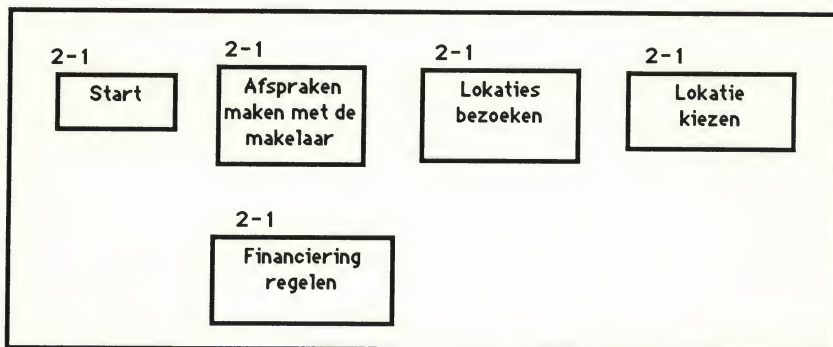 2-1
Start
2-1
Afspraken
maken met de
makelaar
2-1
Lokaties
bezoeken
2-1
Lokatie
kiezen
2-1
Financiering
regelen